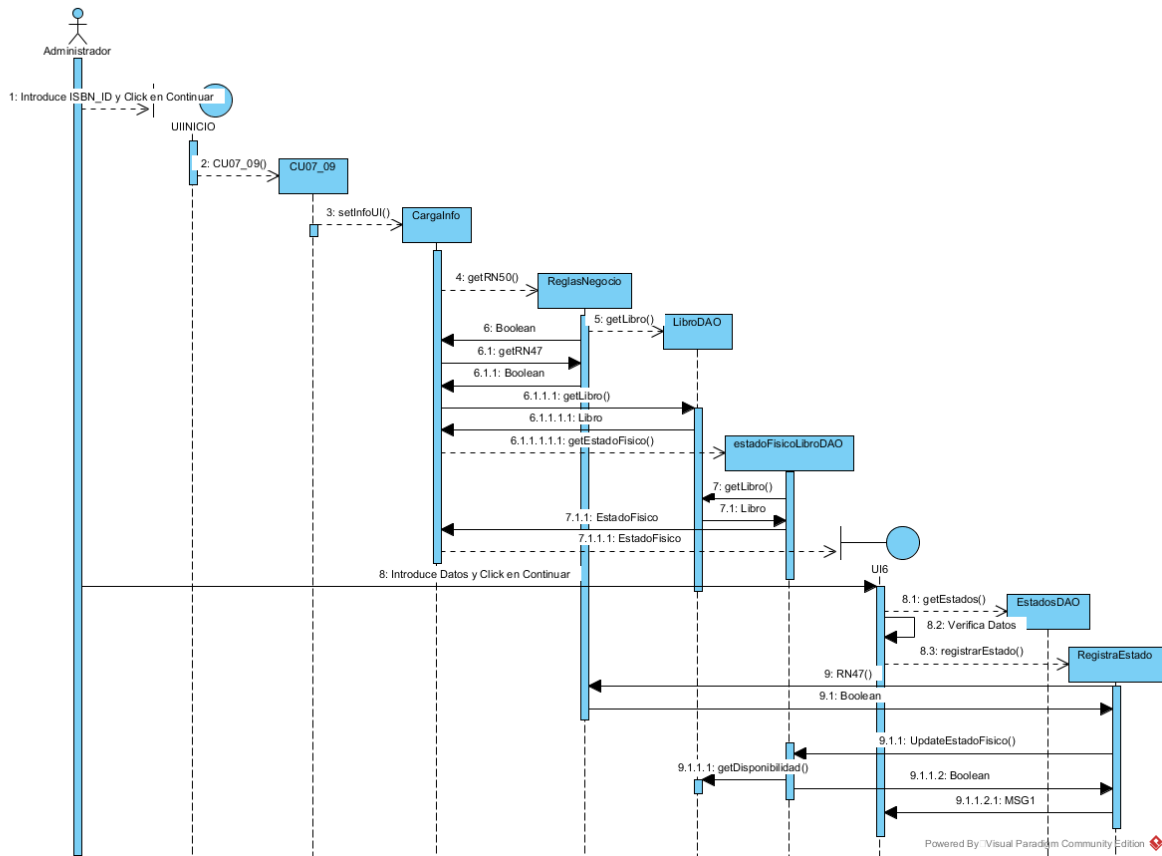 Administrador
1: Introduce ISBN_ID y Click en Continuar
UIINICIO
2: CU07_09()
CU07_09
3: setInfoUI()
CargaInfo
4: getRN50()
ReglasNegocio
5: getLibro()
LibroDAO
6: Boolean
6.1: getRN47
6.1.1: Boolean
6.1.1.1: getLibro()
6.1.1.1.1: Libro
6.1.1.1.1.1: getEstadoFisico()
estadoFisicoLibroDAO
7: getLibro()
7.1: Libro
7.1.1: EstadoFisico
7.1.1.1: EstadoFisico
UI6
8: Introduce Datos y Click en Continuar
8.1: getEstados()
EstadosDAO
8.2: Verifica Datos
8.3: registrarEstado()
RegistraEstado
9: RN47()
9.1: Boolean
9.1.1: UpdateEstadoFisico()
9.1.1.1: getDisponibilidad()
9.1.1.2: Boolean
9.1.1.2.1: MSG1
Powered By Visual Paradigm Community Edition